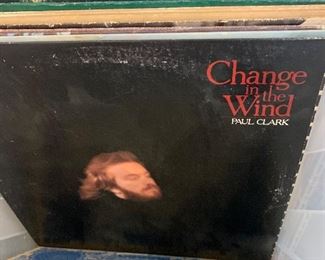 Change
in the
Wind
PAUL CLARK